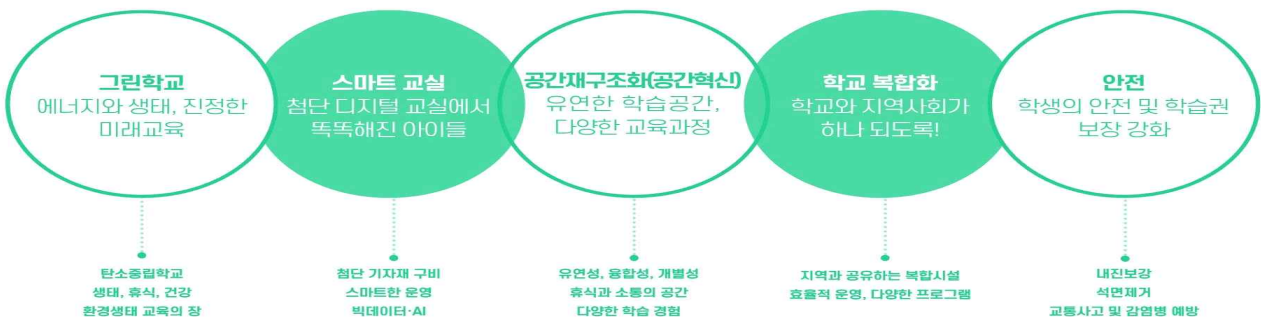 그린학교
에너지와 생태, 진정한
미래교육
스마트 교실
첨단 디지털 교실에서
똑똑해진 아이들
공간재구조화(공간혁신)
유연한 학습공간,
다양한 교육과정
학교 복합화
학교와 지역사회가
하나 되도록!
안전
학생의 안전 및 학습권
보장 강화
탄소중립학교
생태, 휴식, 건강
환경생태 교육의 장
첨단 기자재 구비
스마트한 운영
빅데이터·AI
유연성, 융합성, 개별성
휴식과 소통의 공간
다양한 학습 경험
지역과 공유하는 복합시설
효율적 운영, 다양한 프로그램
내진보강
석면제거
교통사고 및 감염병 예방